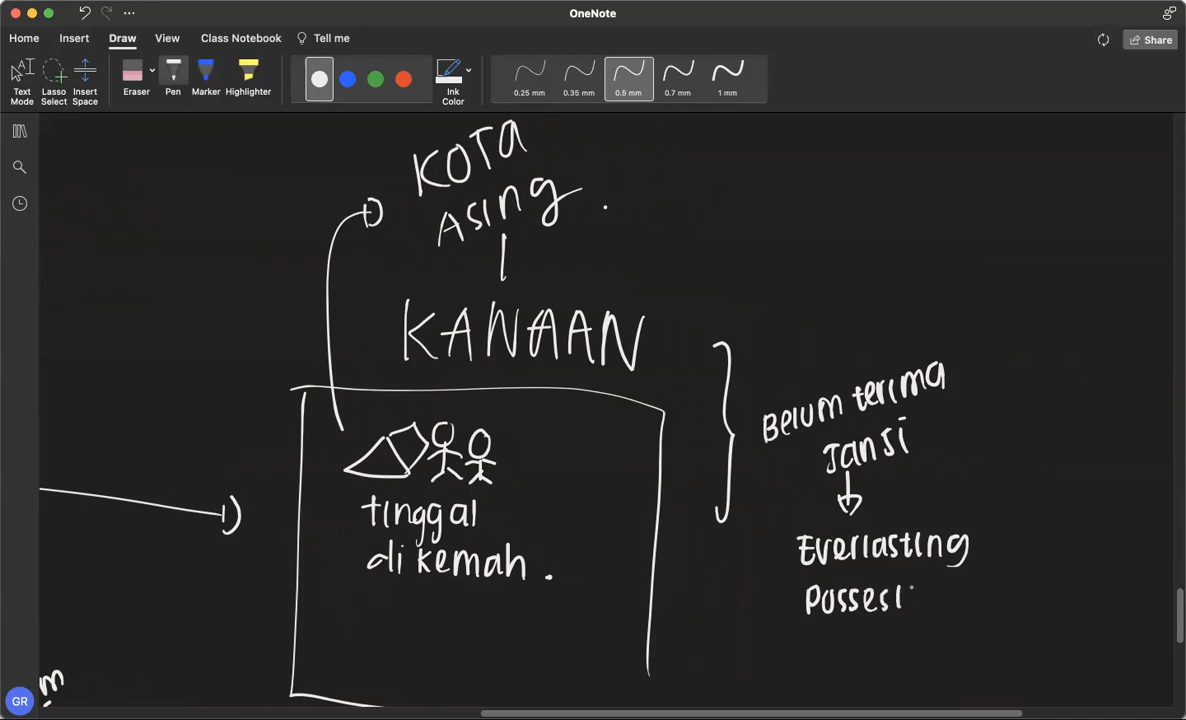 OneNote
Home Insert Draw View Class Notebook Tell me
Share
Text Mode
Lasso Select
Insert Space
Eraser
Pen
Marker
Highlighter
Ink Color
0.25 mm
0.35 mm
0.5 mm
0.7 mm
1 mm
KOTA
Asing .
KANAAN
tinggal
di kemah .
Belum terima
Janji
Everlasting
Possesi
m
GR